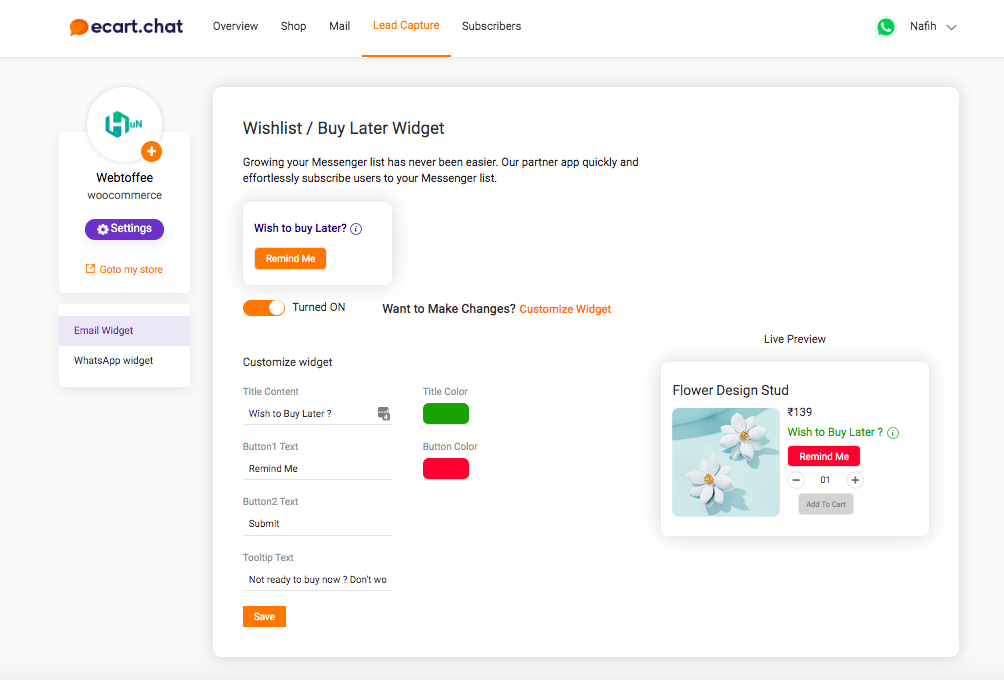 ecart.chat
Overview
Shop
Mail
Lead Capture
Subscribers
Nafih
HuN
Webtoffee
woocommerce
Settings
Goto my store
Email Widget
WhatsApp widget
Wishlist / Buy Later Widget
Growing your Messenger list has never been easier. Our partner app quickly and
effortlessly subscribe users to your Messenger list.
Wish to buy Later?
Remind Me
Turned ON
Want to Make Changes? Customize Widget
Customize widget
Title Content
Wish to Buy Later ?
Title Color
Button1 Text
Remind Me
Button Color
Button2 Text
Submit
Tooltip Text
Not ready to buy now ? Don't wo
Save
Live Preview
Flower Design Stud
₹139
Wish to Buy Later ?
Remind Me
01
Add To Cart